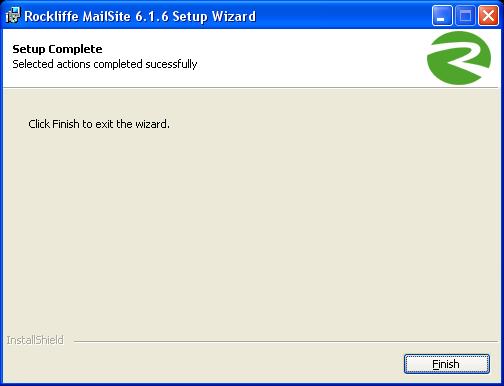 Rockliffe MailSite 6.1.6 Setup Wizard
Setup Complete
Selected actions completed sucessfully
Click Finish to exit the wizard.
InstallShield
Finish